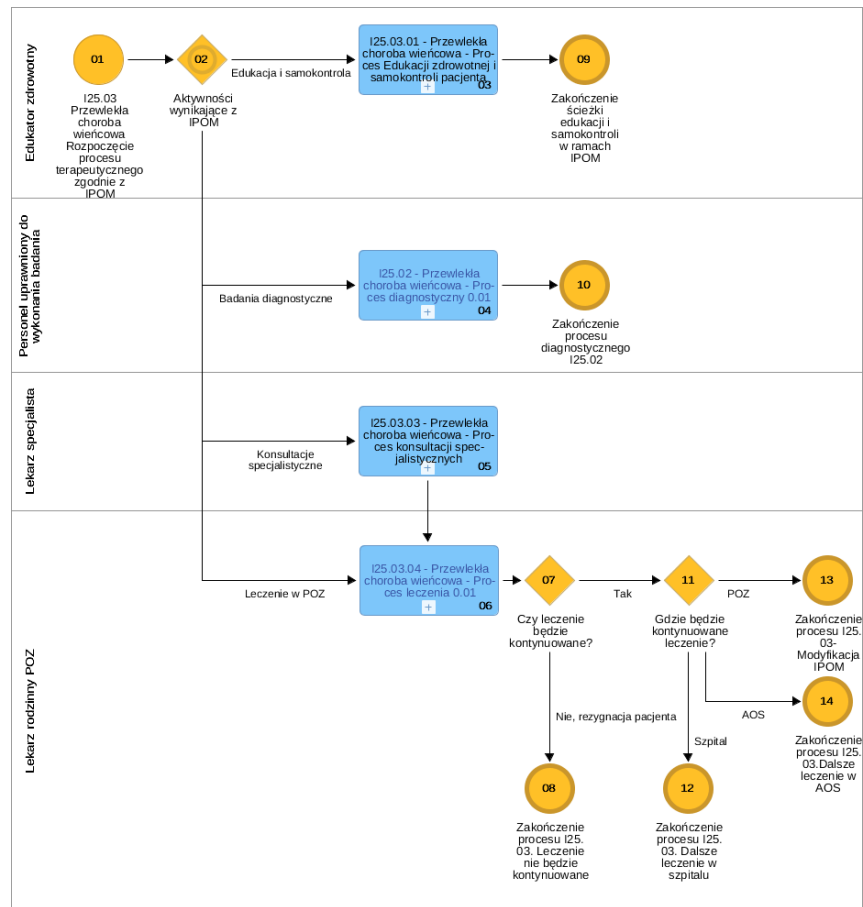 Edukator zdrowotny
01
I25.03
Przewlekła
choroba
wieńcowa
Rozpoczęcie
procesu
terapeutycznego
zgodnie z
IPOM
02
Aktywności
wynikające z
IPOM
Edukacja i samokontrola
I25.03.01 - Przewlekła
choroba wieńcowa - Pro-
ces Edukacji zdrowotnej i
samokontroli pacjenta
03
09
Zakończenie
ścieżki
edukacji i
samokontroli
w ramach
IPOM
Personel uprawniony do
wykonania badania
Badania diagnostyczne
I25.02 - Przewlekła
choroba wieńcowa - Pro-
ces diagnostyczny 0.01
04
10
Zakończenie
procesu
diagnostycznego
I25.02
Lekarz specjalista
Konsultacje
specjalistyczne
I25.03.03 - Przewlekła
choroba wieńcowa - Pro-
ces konsultacji spec-
jalistycznych
05
Lekarz rodzinny POZ
Leczenie w POZ
I25.03.04 - Przewlekła
choroba wieńcowa - Pro-
ces leczenia 0.01
06
07
Czy leczenie
będzie
kontynuowane?
Tak
11
Gdzie będzie
kontynuowane
leczenie?
POZ
13
Zakończenie
procesu I25.
03-
Modyfikacja
IPOM
AOS
14
Zakończenie
procesu I25.
03.Dalsze
leczenie w
AOS
Nie, rezygnacja pacjenta
08
Zakończenie
procesu I25.
03. Leczenie
nie będzie
kontynuowane
Szpital
12
Zakończenie
procesu I25.
03. Dalsze
leczenie w
szpitalu